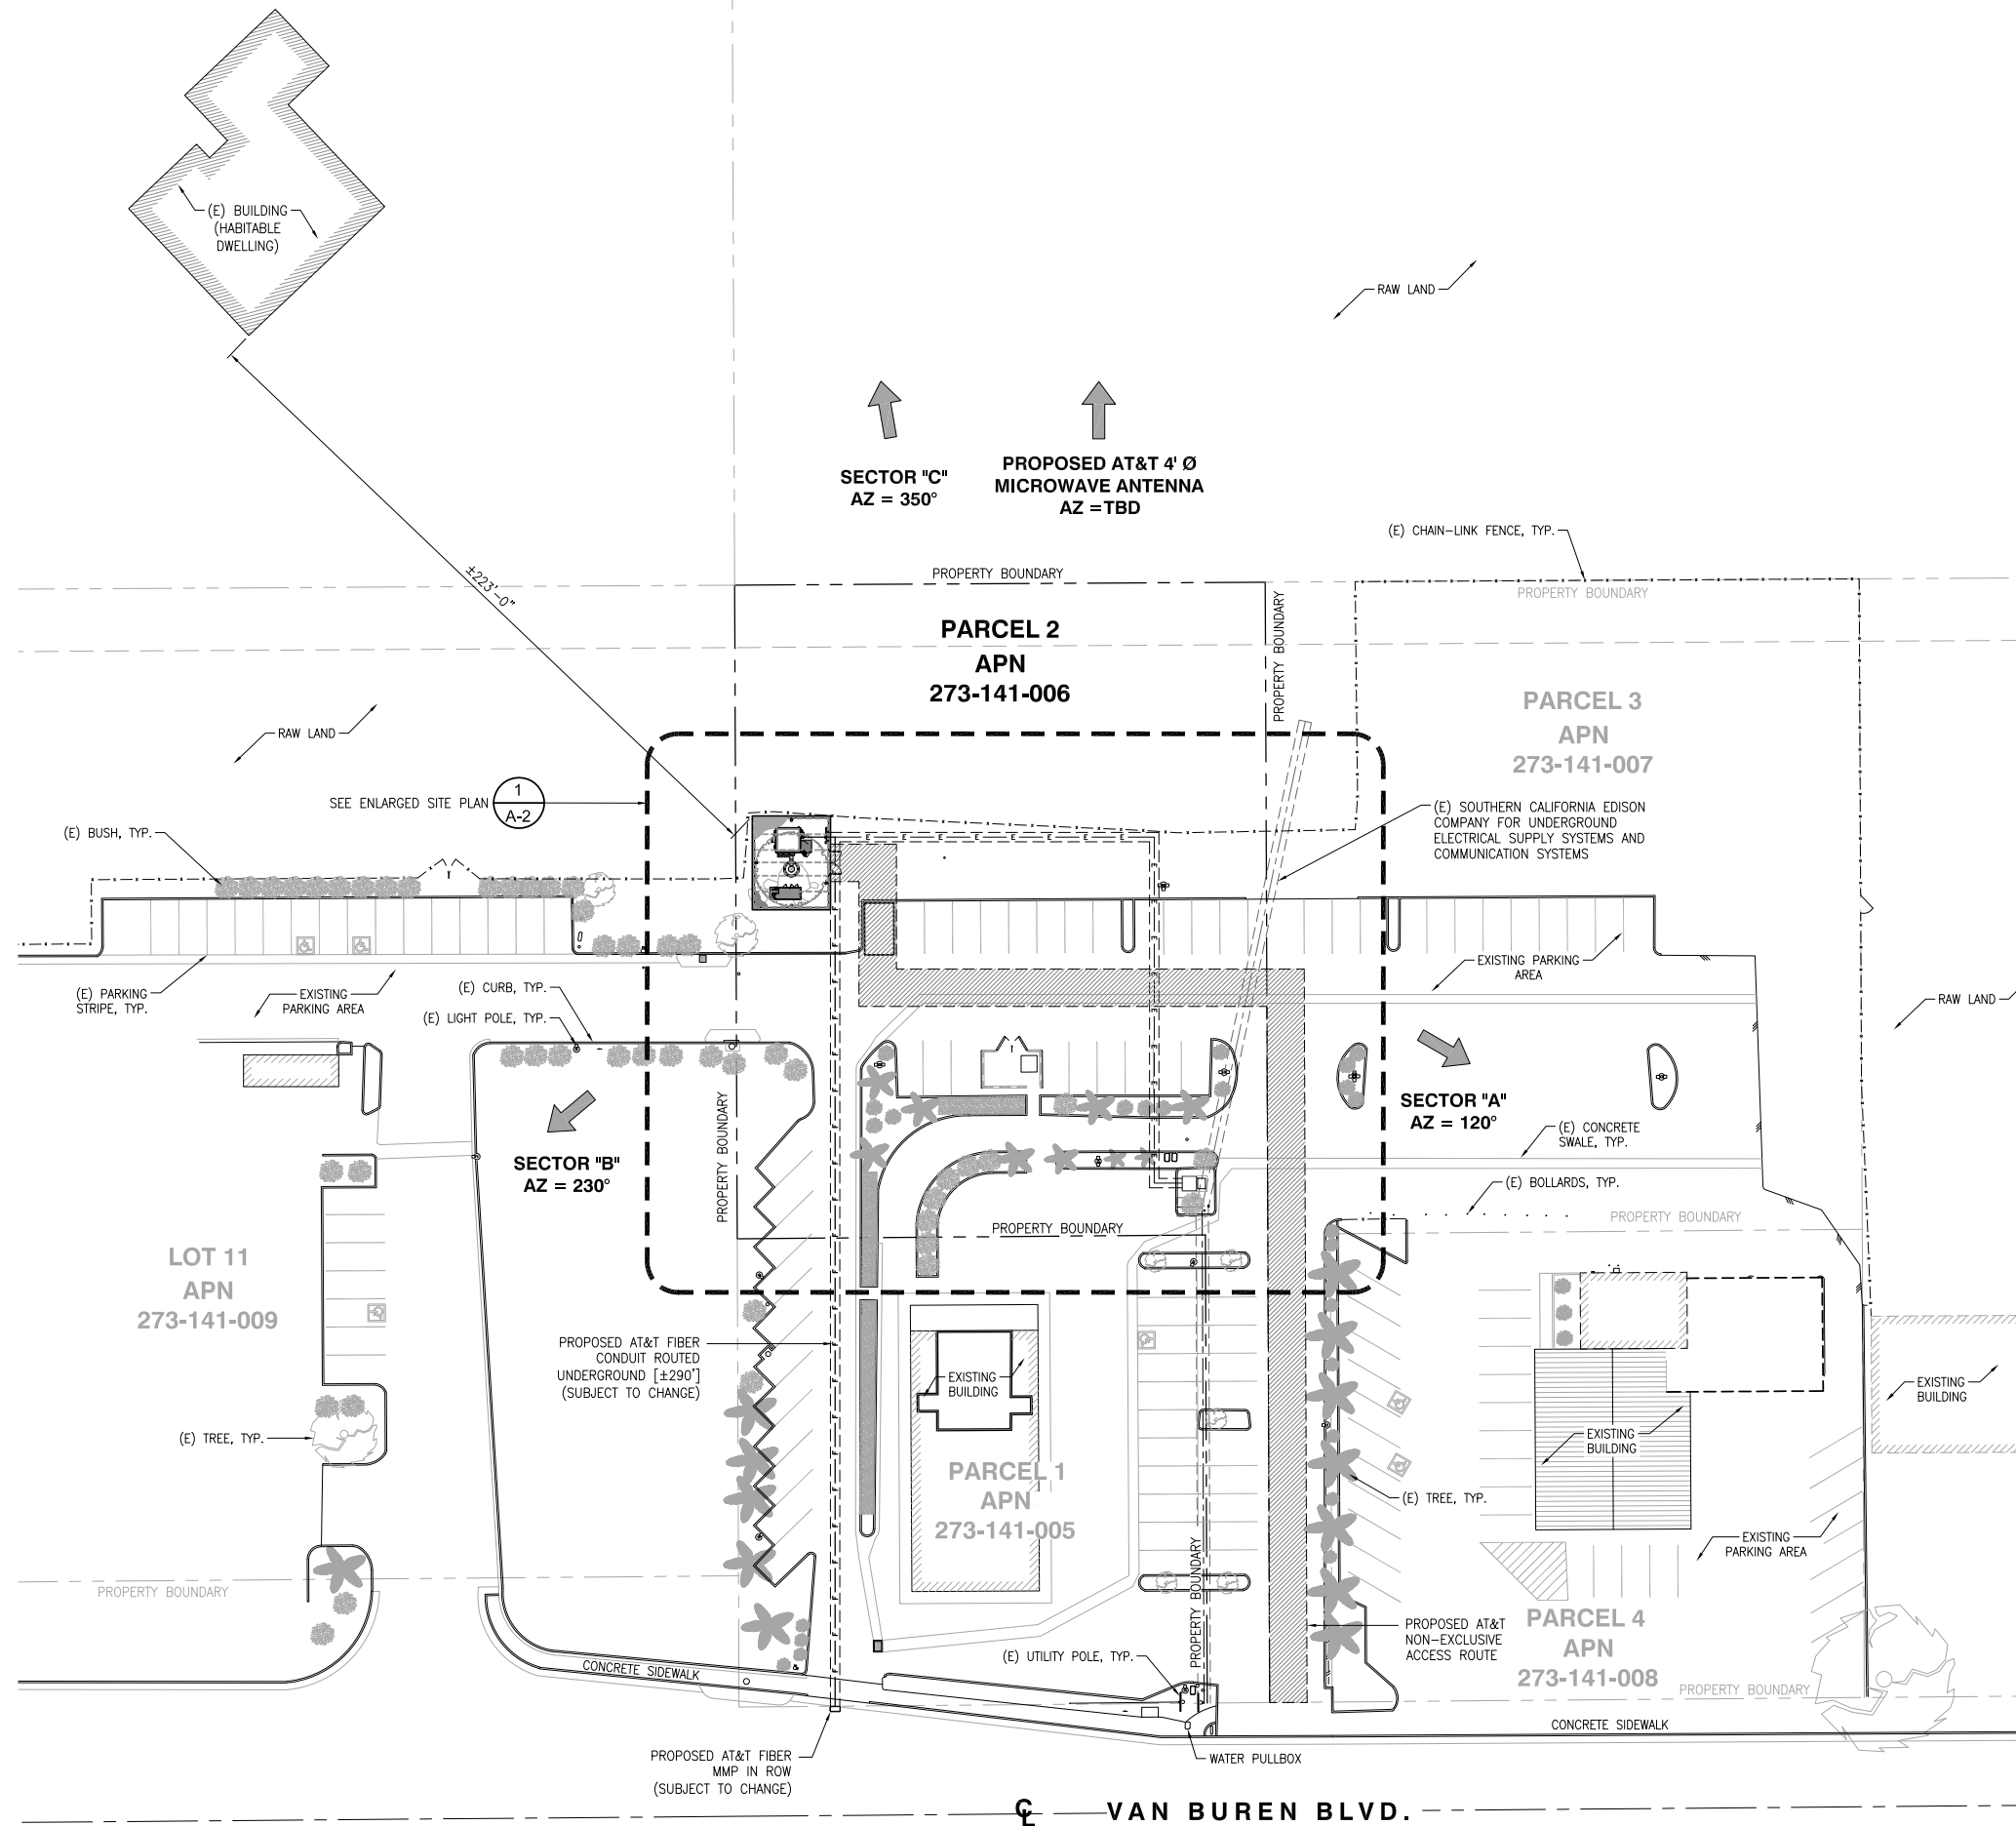 (E) BUILDING
(HABITABLE
DWELLING)
RAW LAND
SECTOR "C"
AZ = 350°
PROPOSED AT&T 4' Ø
MICROWAVE ANTENNA
AZ =TBD
(E) CHAIN-LINK FENCE, TYP.
±223'-0"
PROPERTY BOUNDARY
PROPERTY BOUNDARY
PROPERTY BOUNDARY
PARCEL 2
APN
273-141-006
PARCEL 3
APN
273-141-007
RAW LAND
SEE ENLARGED SITE PLAN
1
A-2
(E) SOUTHERN CALIFORNIA EDISON
COMPANY FOR UNDERGROUND
ELECTRICAL SUPPLY SYSTEMS AND
COMMUNICATION SYSTEMS
(E) BUSH, TYP.
E E E E E E E E
EXISTING PARKING
AREA
(E) PARKING
STRIPE, TYP.
EXISTING
PARKING AREA
(E) CURB, TYP.
(E) LIGHT POLE, TYP.
RAW LAND
SECTOR "A"
AZ = 120°
PROPERTY BOUNDARY
(E) CONCRETE
SWALE, TYP.
SECTOR "B"
AZ = 230°
(E) BOLLARDS, TYP.
PROPERTY BOUNDARY
PROPERTY BOUNDARY
LOT 11
APN
273-141-009
PROPOSED AT&T FIBER
CONDUIT ROUTED
UNDERGROUND [±290']
(SUBJECT TO CHANGE)
EXISTING
BUILDING
EXISTING
BUILDING
EXISTING
BUILDING
(E) TREE, TYP.
PARCEL 1
APN
273-141-005
(E) TREE, TYP.
EXISTING
PARKING AREA
PROPERTY BOUNDARY
PROPERTY BOUNDARY
PROPOSED AT&T
NON-EXCLUSIVE
ACCESS ROUTE
PARCEL 4
APN
273-141-008
CONCRETE SIDEWALK
(E) UTILITY POLE, TYP.
PROPERTY BOUNDARY
CONCRETE SIDEWALK
PROPOSED AT&T FIBER
MMP IN ROW
(SUBJECT TO CHANGE)
WATER PULLBOX
CL VAN BUREN BLVD.